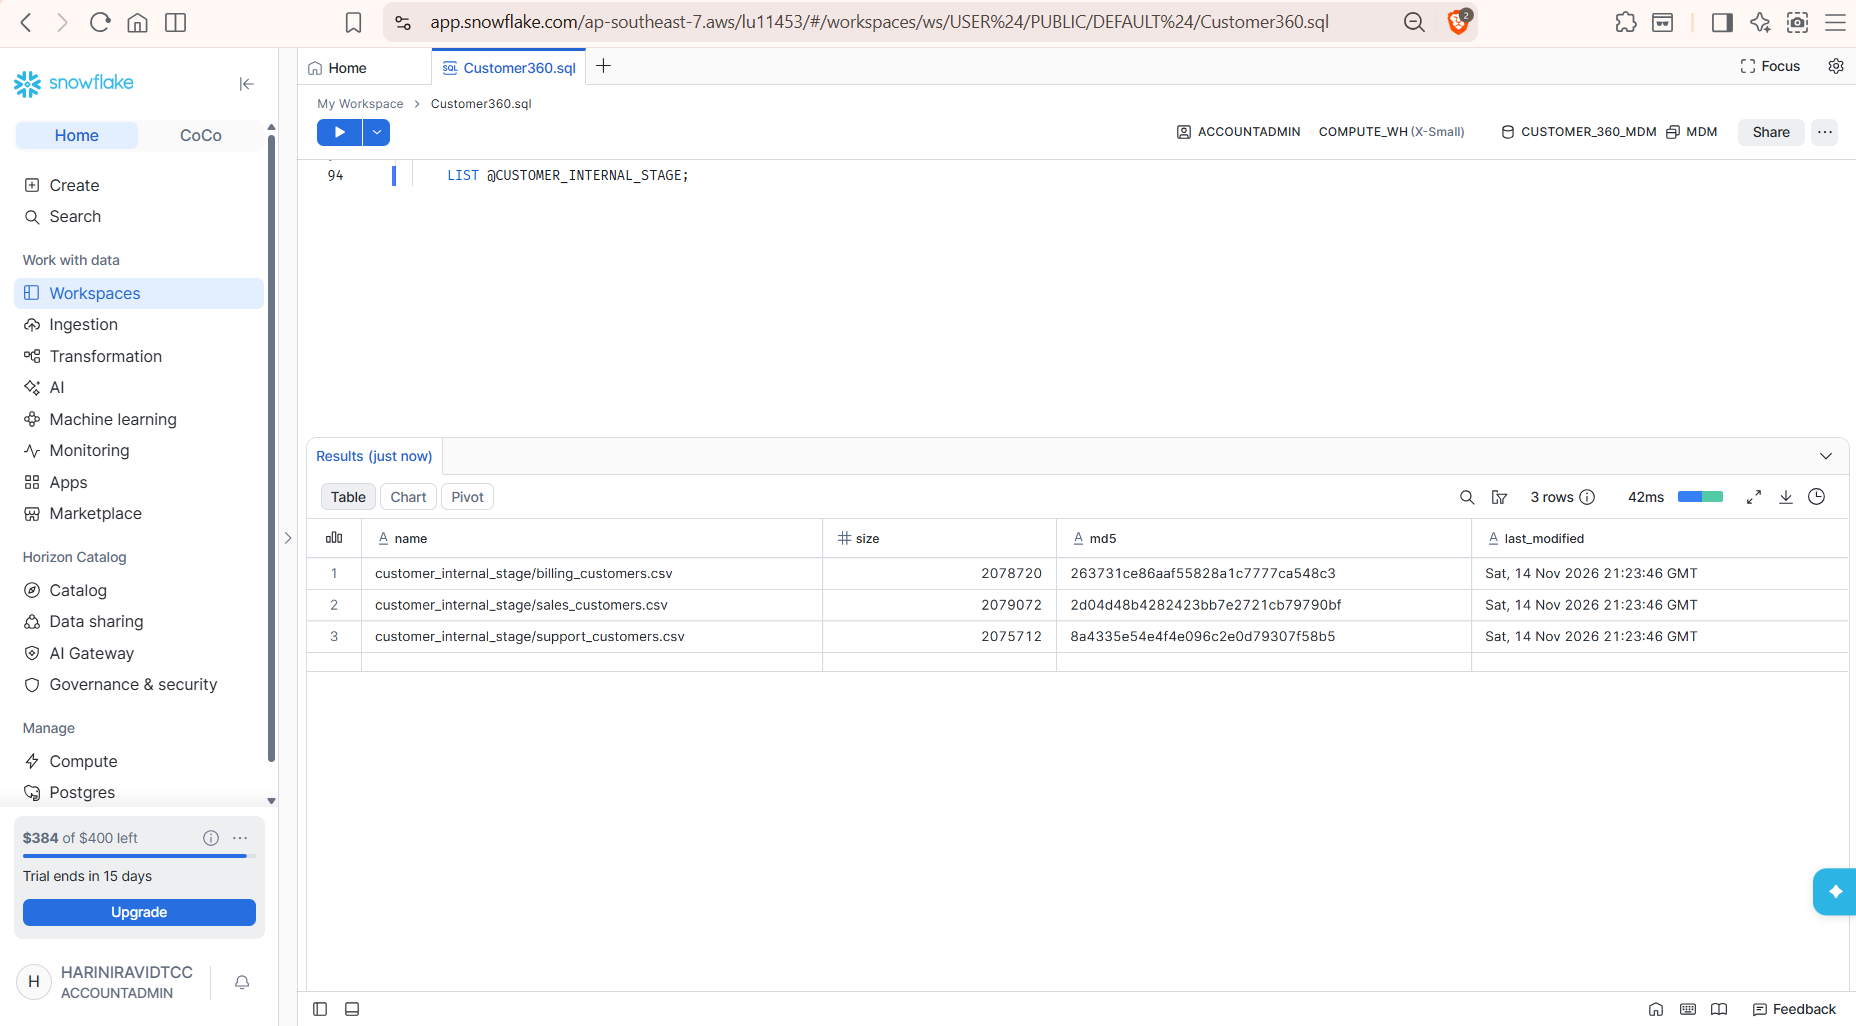 app.snowflake.com/ap-southeast-7.aws/lu11453/#/workspaces/ws/USER%24/PUBLIC/DEFAULT%24/Customer360.sql
2
snowflake
Home
CoCo
Create
Search
Work with data
Workspaces
Ingestion
Transformation
AI
Machine learning
Monitoring
Apps
Marketplace
Horizon Catalog
Catalog
Data sharing
AI Gateway
Governance & security
Manage
Compute
Postgres
$384 of $400 left
Trial ends in 15 days
Upgrade
H
HARINIRAVIDTCC
ACCOUNTADMIN
Home
SQL Customer360.sql
Focus
My Workspace > Customer360.sql
ACCOUNTADMIN COMPUTE_WH (X-Small) CUSTOMER_360_MDM MDM Share
94 LIST @CUSTOMER_INTERNAL_STAGE;
Results (just now)
Table Chart Pivot
3 rows 42ms
A name # size A md5 A last_modified
1 customer_internal_stage/billing_customers.csv 2078720 263731ce86aaf55828a1c7777ca548c3 Sat, 14 Nov 2026 21:23:46 GMT
2 customer_internal_stage/sales_customers.csv 2079072 2d04d48b4282423bb7e2721cb79790bf Sat, 14 Nov 2026 21:23:46 GMT
3 customer_internal_stage/support_customers.csv 2075712 8a4335e54e4f4e096c2e0d79307f58b5 Sat, 14 Nov 2026 21:23:46 GMT
Feedback